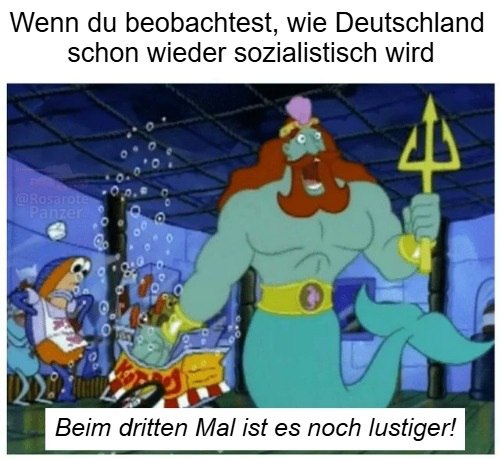 Wenn du beobachtest, wie Deutschland
schon wieder sozialistisch wird
@Rosarote
Panzer
Beim dritten Mal ist es noch lustiger!